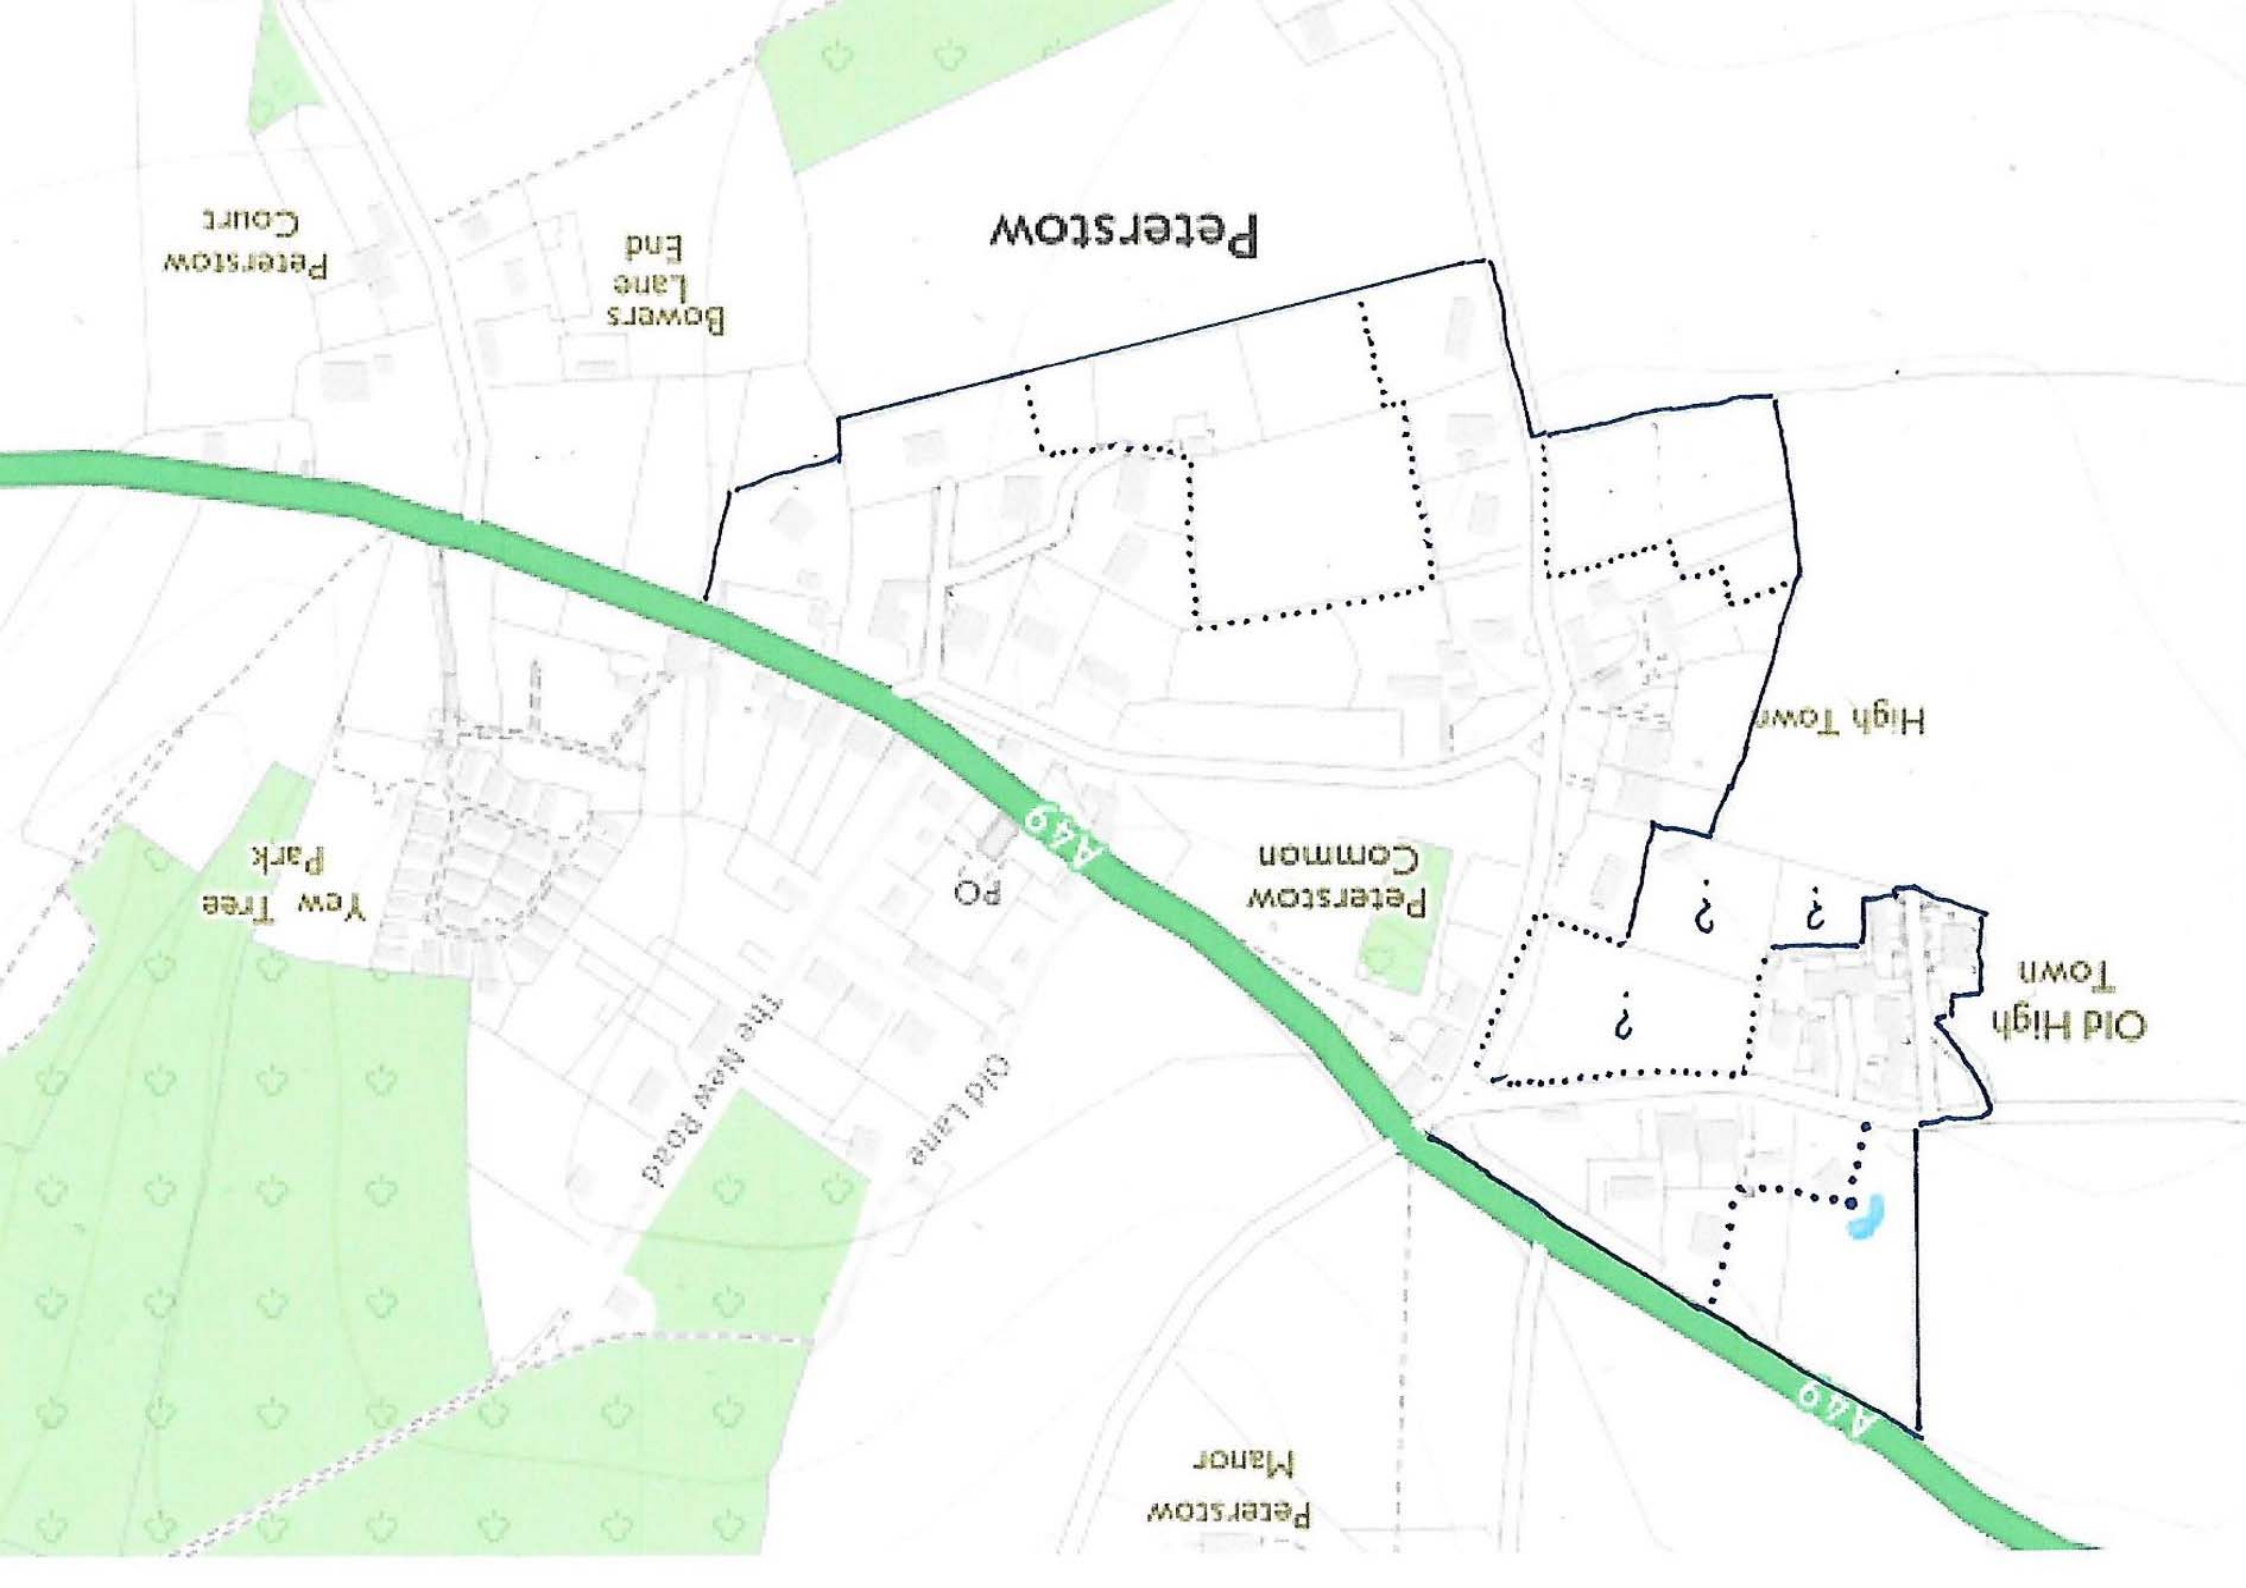 Peterstow
Manor
A49
Old High
Town
?
Old Lane
The New Road
?
?
Peterstow
Common
PO
Yew Tree
Park
A49
High Town
Bowers
Lane
End
Peterstow
Court
Peterstow